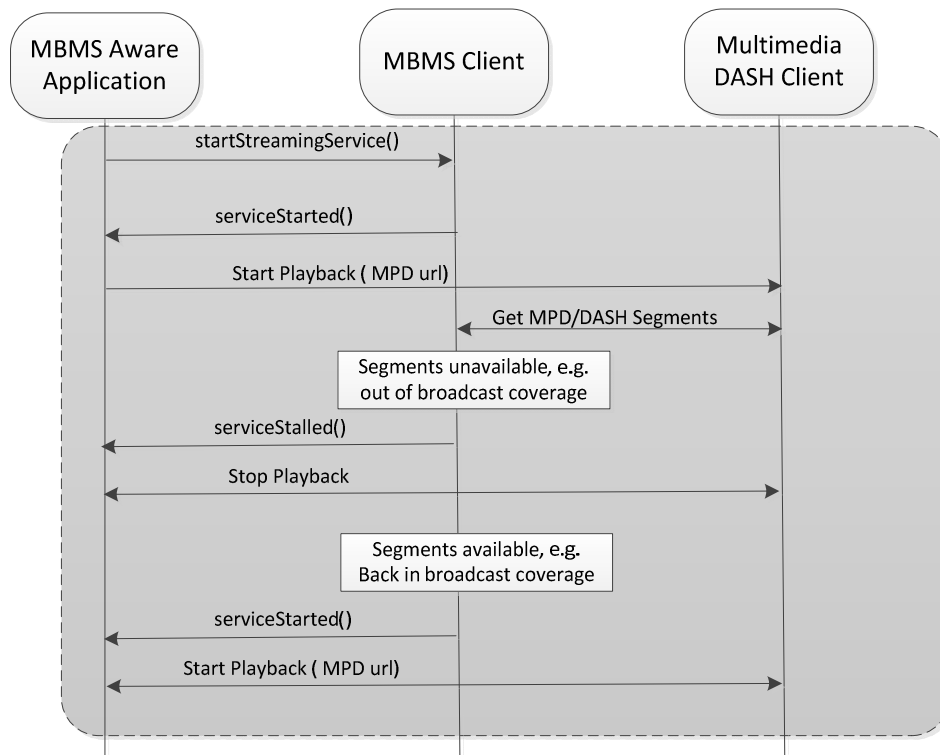 MBMS Aware
Application
MBMS Client
Multimedia
DASH Client
startStreamingService()
serviceStarted()
Start Playback ( MPD url)
Get MPD/DASH Segments
Segments unavailable, e.g.
out of broadcast coverage
serviceStalled()
Stop Playback
Segments available, e.g.
Back in broadcast coverage
serviceStarted()
Start Playback ( MPD url)